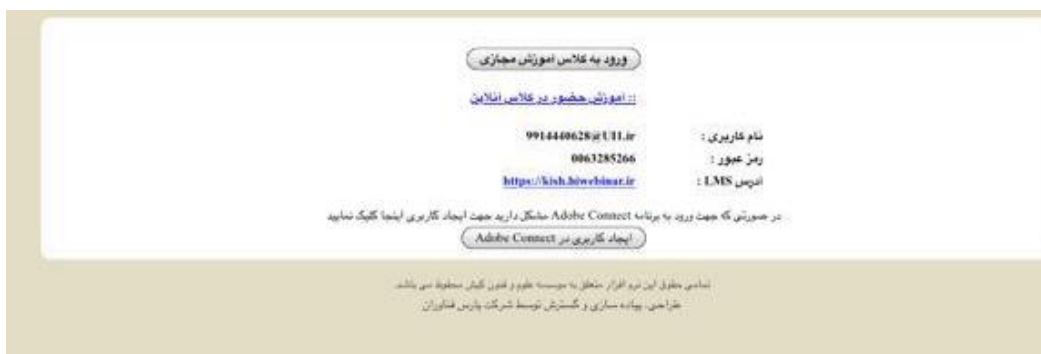 ورود به کلاس آموزش مجازی
:: آموزش حضور در کلاس آنلاین
نام کاربری : 9914440628@UI1.ir
رمز عبور : 0063285266
آدرس LMS : https://kish.hiwebinar.ir
در صورتی که جهت ورود به برنامه Adobe Connect مشکل دارید جهت ایجاد کاربری اینجا کلیک نمایید
ایجاد کاربری در Adobe Connect
تمامی حقوق این نرم افزار متعلق به موسسه علوم و فنون کیش محفوظ می باشد.
طراحی، پیاده سازی و گسترش توسط شرکت پارس فناوران